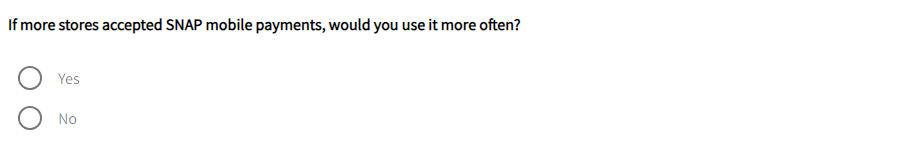 If more stores accepted SNAP mobile payments, would you use it more often?
Yes
No